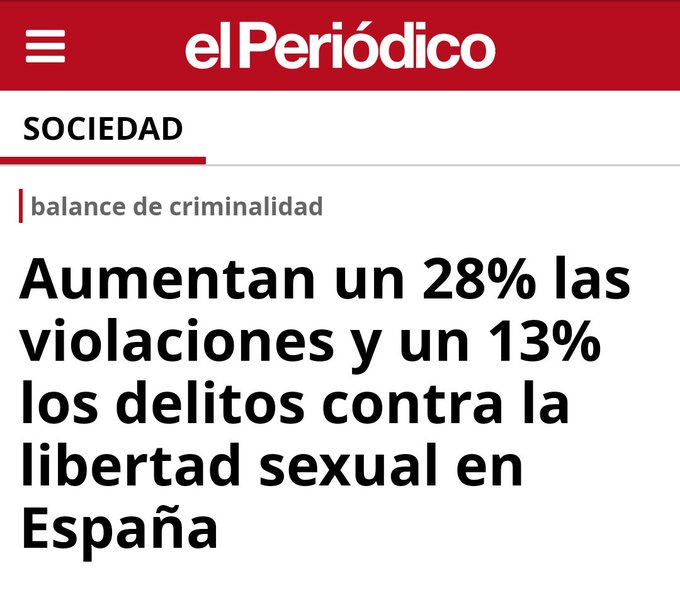 elPeriódico
SOCIEDAD
balance de criminalidad
Aumentan un 28% las
violaciones y un 13%
los delitos contra la
libertad sexual en
España